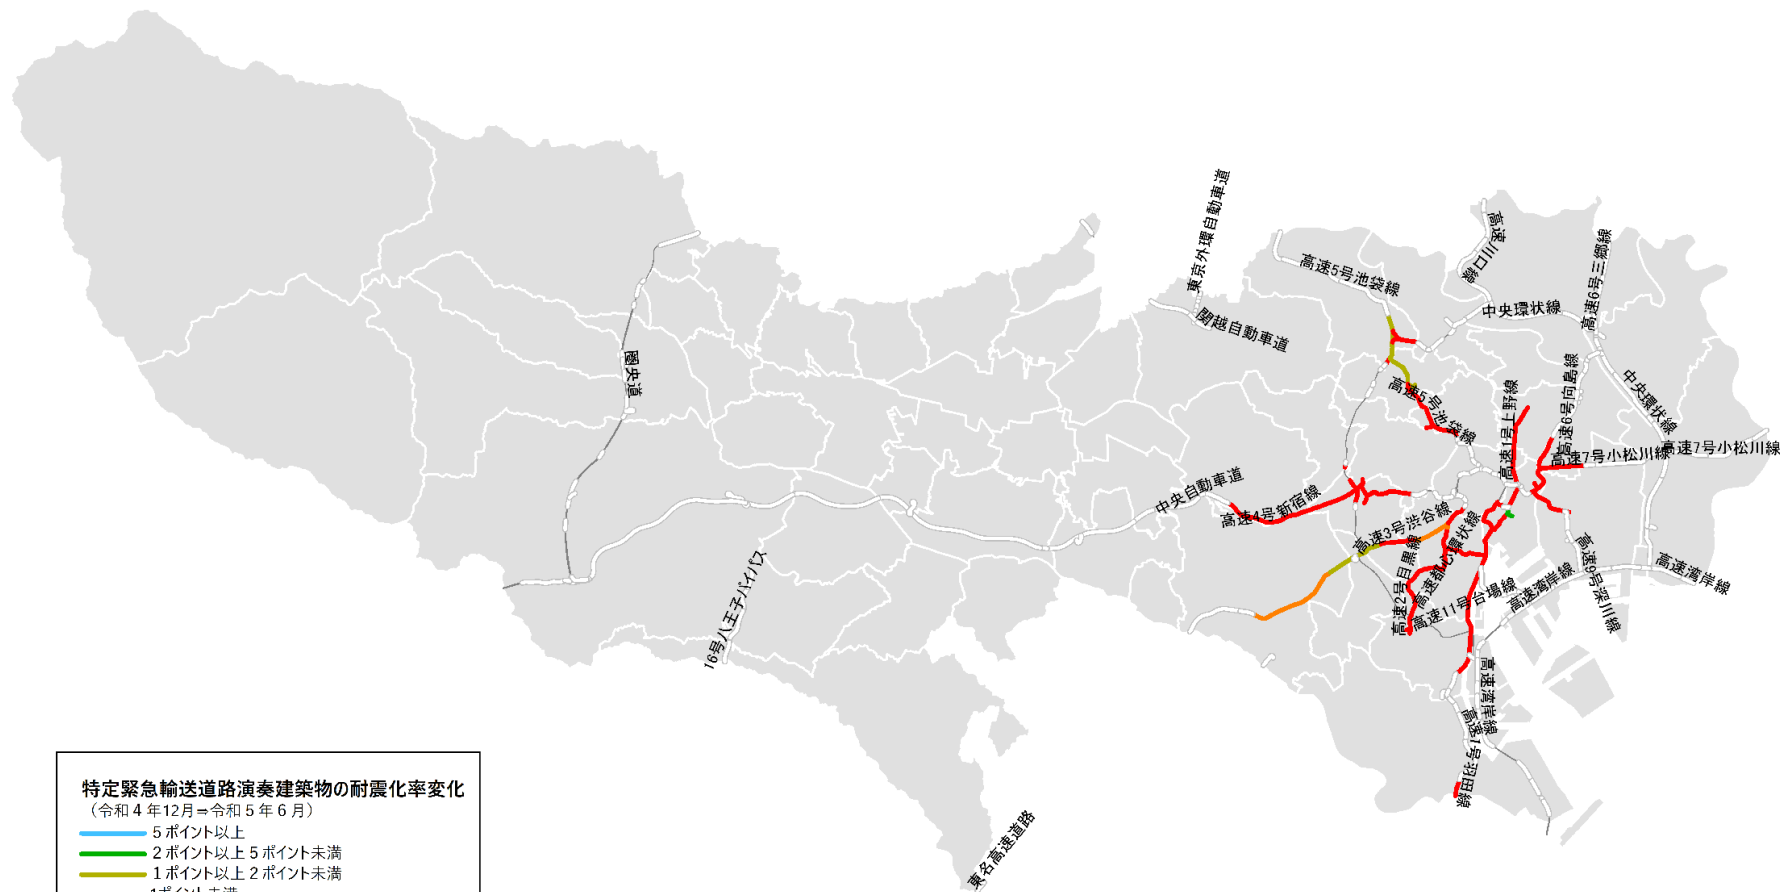 東京外環自動車道
高速川口線
高速6号三郷線
高速5号池袋線
関越自動車道
中央環状線
圏央道
高速5号池袋線
高速1号上野線
高速6号向島線
中央環状線
高速7号小松川線
高速7号小松川線
中央自動車道
高速4号新宿線
高速3号渋谷線
高速都心環状線
高速2号目黒線
高速11号台場線
高速湾岸線
高速9号深川線
高速湾岸線
16号八王子バイパス
高速湾岸線
高速1号羽田線
東名高速道路
特定緊急輸送道路演奏建築物の耐震化率変化
(令和4年12月⇒令和5年6月)
5ポイント以上
2ポイント以上5ポイント未満
1ポイント以上2ポイント未満
1ポイント未満